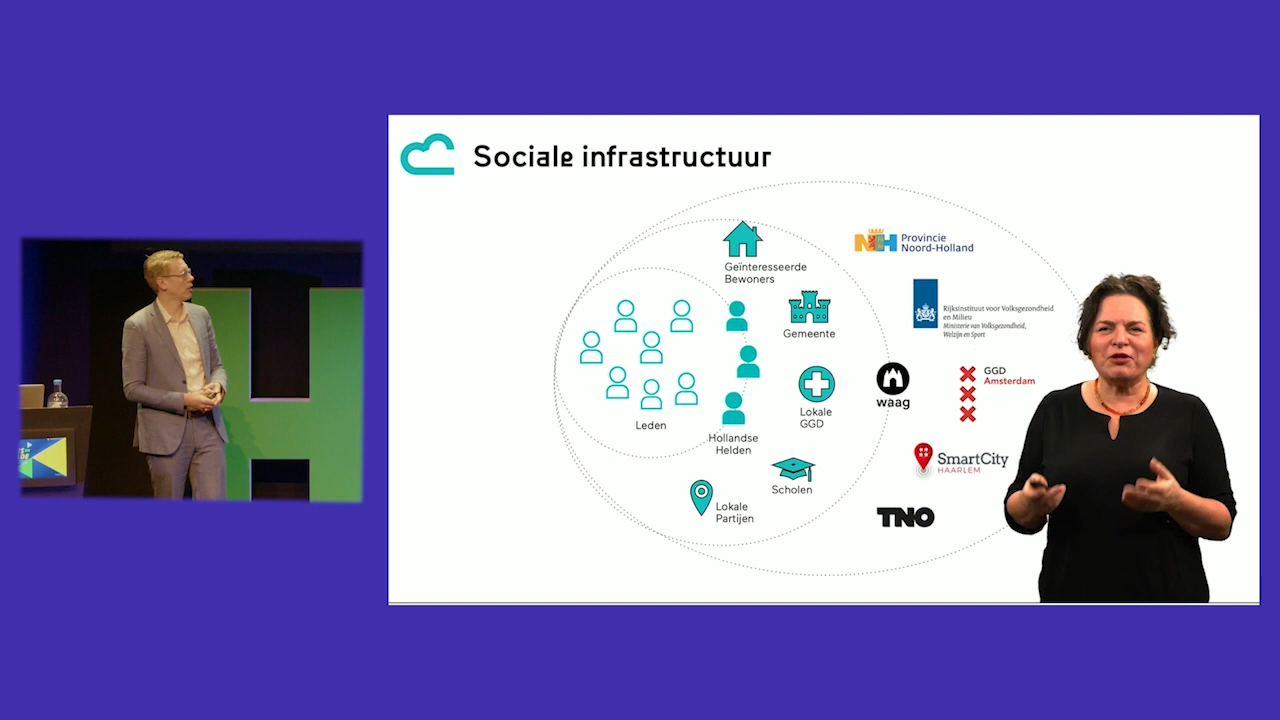 Sociale infrastructuur
Geïnteresseerde
Bewoners
Gemeente
Lokale
GGD
Leden
Hollandse
Helden
Scholen
Lokale
Partijen
NH Provincie
Noord-Holland
Rijksinstituut voor Volksgezondheid
en Milieu
Ministerie van Volksgezondheid,
Welzijn en Sport
waag
GGD
Amsterdam
SmartCity
HAARLEM
TNO
H